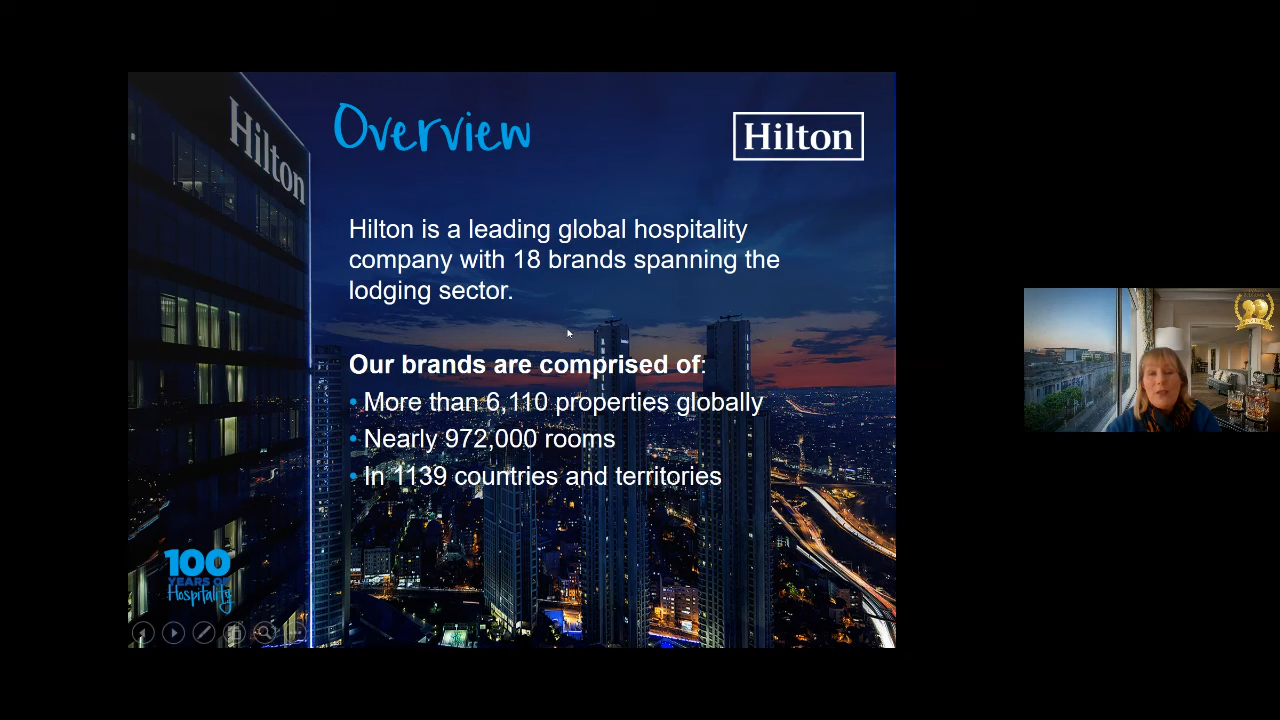 Hilton
Overview
Hilton
Hilton is a leading global hospitality
company with 18 brands spanning the
lodging sector.
Our brands are comprised of:
• More than 6,110 properties globally
• Nearly 972,000 rooms
• In 1139 countries and territories
100
YEARS OF
Hospitality